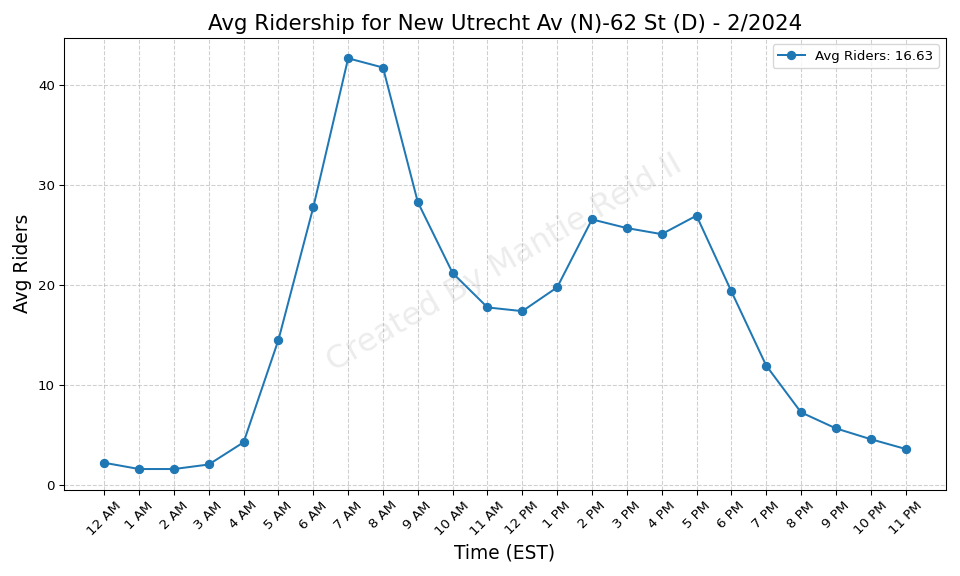 Avg Ridership for New Utrecht Av (N)-62 St (D) - 2/2024
Avg Riders: 16.63
40
30
20
10
0
Avg Riders
Created By Mantie Reid II
12 AM
1 AM
2 AM
3 AM
4 AM
5 AM
6 AM
7 AM
8 AM
9 AM
10 AM
11 AM
12 PM
1 PM
2 PM
3 PM
4 PM
5 PM
6 PM
7 PM
8 PM
9 PM
10 PM
11 PM
Time (EST)